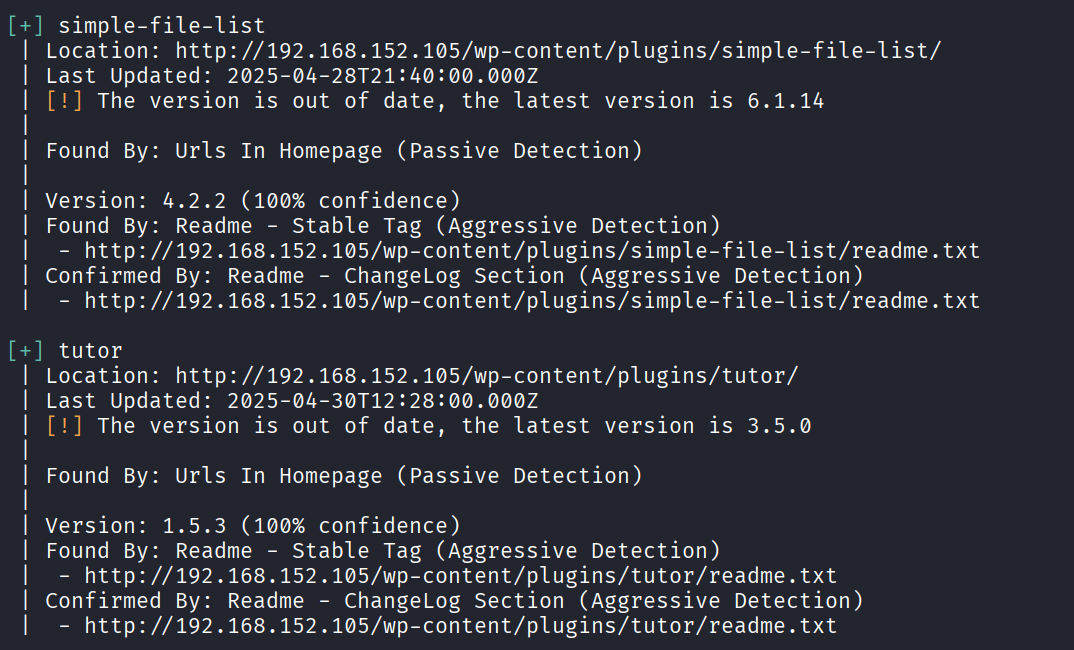 [+] simple-file-list
| Location: http://192.168.152.105/wp-content/plugins/simple-file-list/
| Last Updated: 2025-04-28T21:40:00.000Z
| [!] The version is out of date, the latest version is 6.1.14
|
| Found By: Urls In Homepage (Passive Detection)
|
| Version: 4.2.2 (100% confidence)
| Found By: Readme - Stable Tag (Aggressive Detection)
|  - http://192.168.152.105/wp-content/plugins/simple-file-list/readme.txt
| Confirmed By: Readme - ChangeLog Section (Aggressive Detection)
|  - http://192.168.152.105/wp-content/plugins/simple-file-list/readme.txt

[+] tutor
| Location: http://192.168.152.105/wp-content/plugins/tutor/
| Last Updated: 2025-04-30T12:28:00.000Z
| [!] The version is out of date, the latest version is 3.5.0
|
| Found By: Urls In Homepage (Passive Detection)
|
| Version: 1.5.3 (100% confidence)
| Found By: Readme - Stable Tag (Aggressive Detection)
|  - http://192.168.152.105/wp-content/plugins/tutor/readme.txt
| Confirmed By: Readme - ChangeLog Section (Aggressive Detection)
|  - http://192.168.152.105/wp-content/plugins/tutor/readme.txt